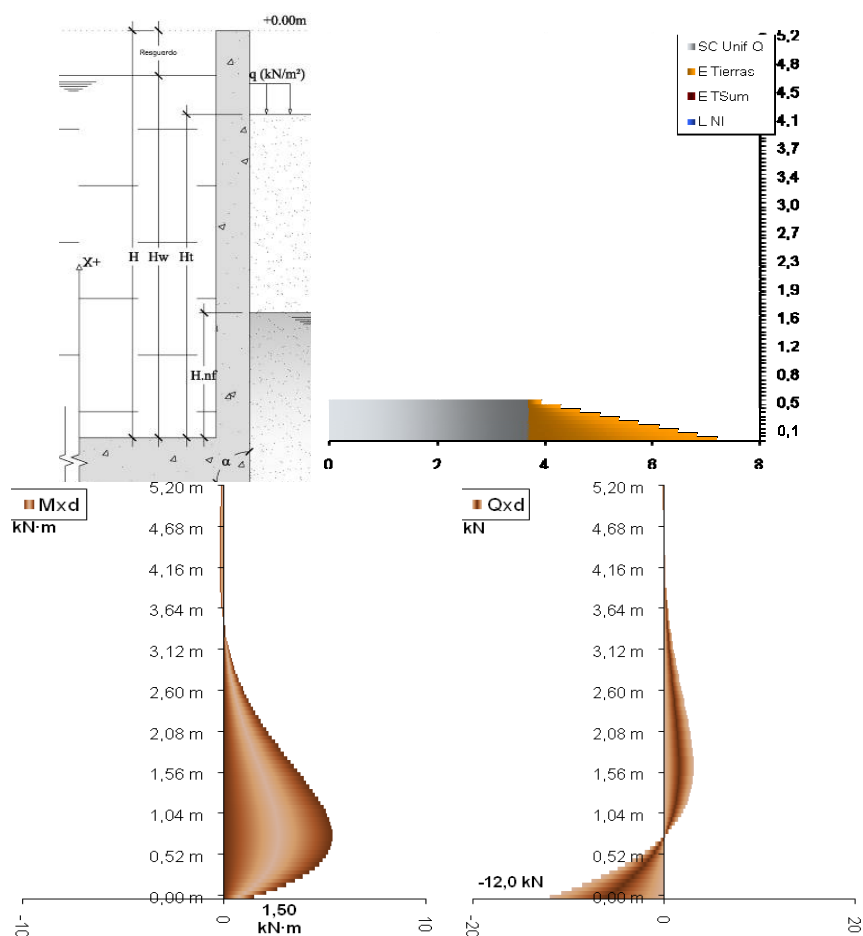 +0.00m
Resguardo
q (kN/m²)
X+
H
Hw
Ht
H.nf
α
SC Unif Q
E Tierras
E TSum
L NI
5,2
4,8
4,5
4,1
3,7
3,4
3,0
2,7
2,3
1,9
1,6
1,2
0,8
0,5
0,1
0
2
4
6
8
Mxd
kN·m
5,20 m
4,68 m
4,16 m
3,64 m
3,12 m
2,60 m
2,08 m
1,56 m
1,04 m
0,52 m
0,00 m
-10
0
10
1,50
kN·m
Qxd
kN
5,20 m
4,68 m
4,16 m
3,64 m
3,12 m
2,60 m
2,08 m
1,56 m
1,04 m
0,52 m
0,00 m
-12,0 kN
-20
0
20